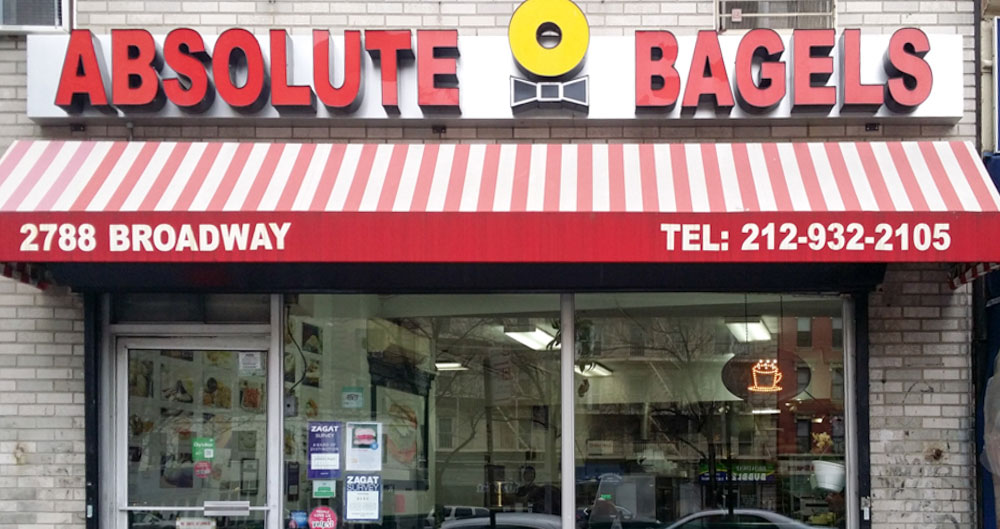 ABSOLUTE BAGELS
2788 BROADWAY TEL: 212-932-2105
ZAGAT
SURVEY
ZAGAT
SURVEY